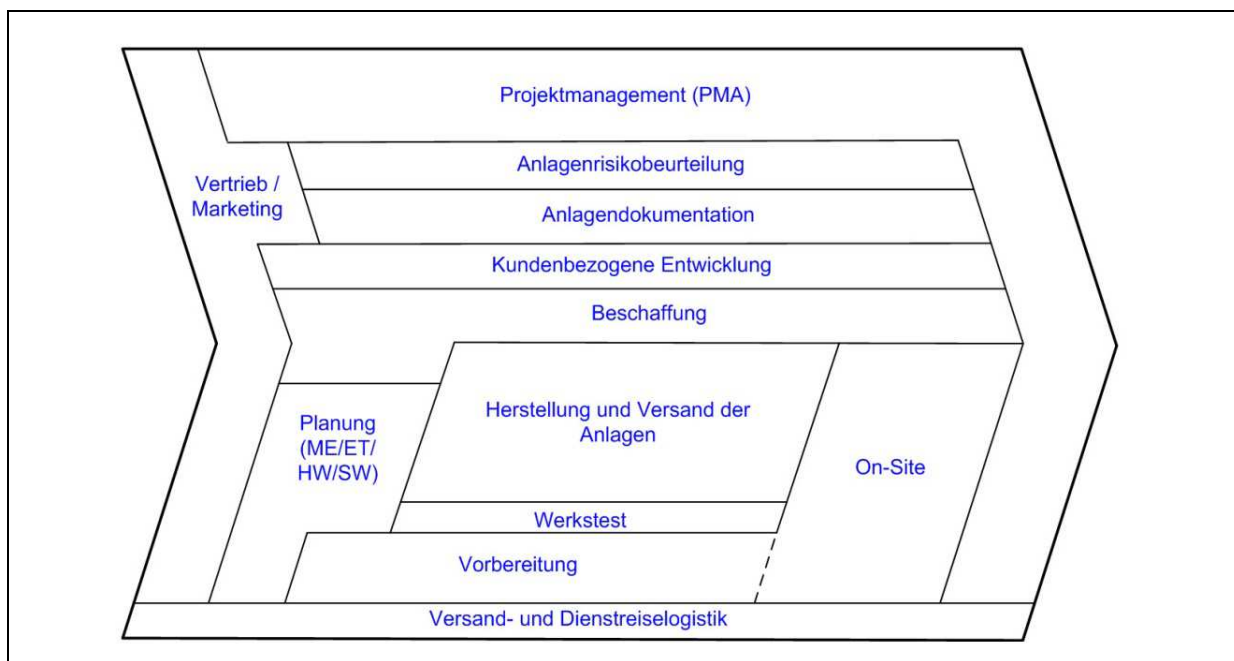 Projektmanagement (PMA)
Anlagenrisikobeurteilung
Vertrieb /
Marketing
Anlagendokumentation
Kundenbezogene Entwicklung
Beschaffung
Herstellung und Versand der
Anlagen
Planung
(ME/ET/
HW/SW)
On-Site
Werkstest
Vorbereitung
Versand- und Dienstreiselogistik